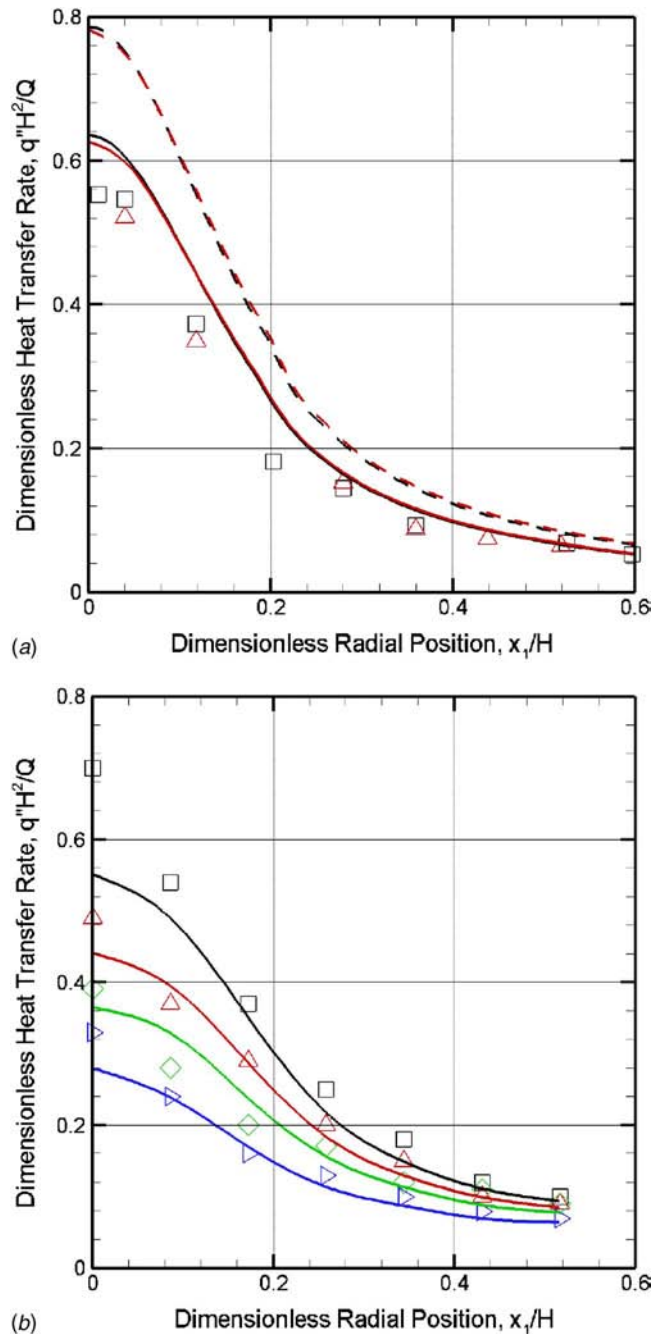 0.8
0.6
0.4
0.2
0
Dimensionless Heat Transfer Rate, q"H²/Q
0 0.2 0.4 0.6
(a) Dimensionless Radial Position, x₁/H
0.8
0.6
0.4
0.2
0
Dimensionless Heat Transfer Rate, q"H²/Q
0 0.2 0.4 0.6
(b) Dimensionless Radial Position, x₁/H